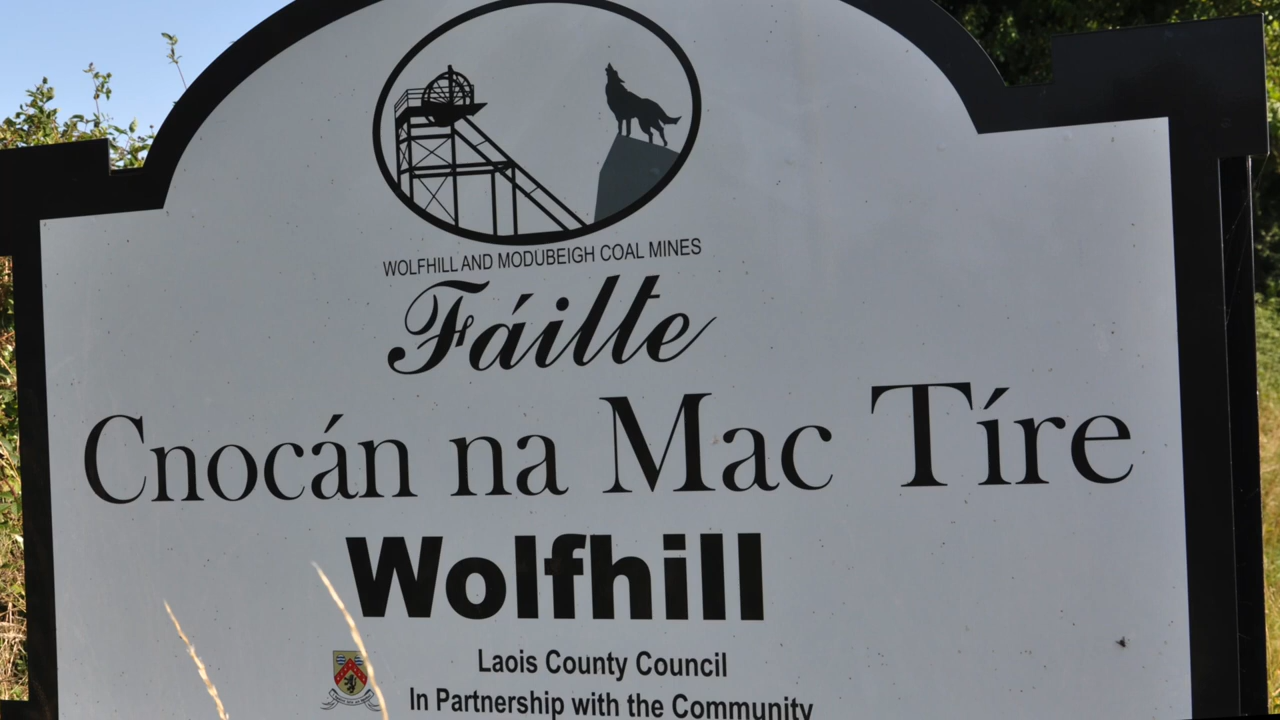 WOLFHILL AND MODUBEIGH COAL MINES
Fáilte
Cnocán na Mac Tíre
Wolfhill
Laois County Council
In Partnership with the Community